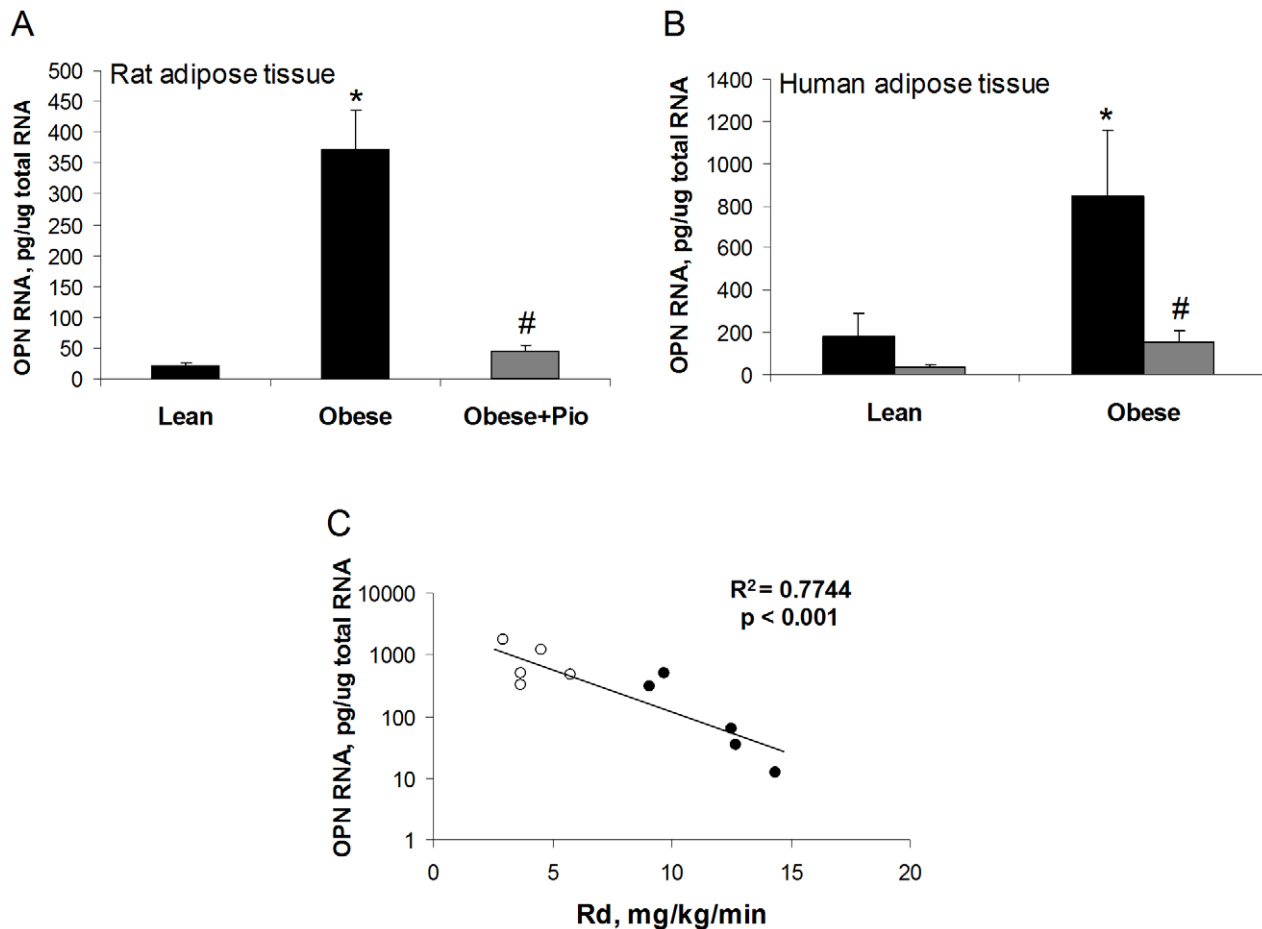 A
Rat adipose tissue
OPN RNA, pg/ug total RNA
500
450
400
350
300
250
200
150
100
50
0
*
#
Lean
Obese
Obese+Pio
B
Human adipose tissue
OPN RNA, pg/ug total RNA
1400
1200
1000
800
600
400
200
0
*
#
Lean
Obese
C
OPN RNA, pg/ug total RNA
R² = 0.7744
p < 0.001
10000
1000
100
10
1
0
5
10
15
20
Rd, mg/kg/min